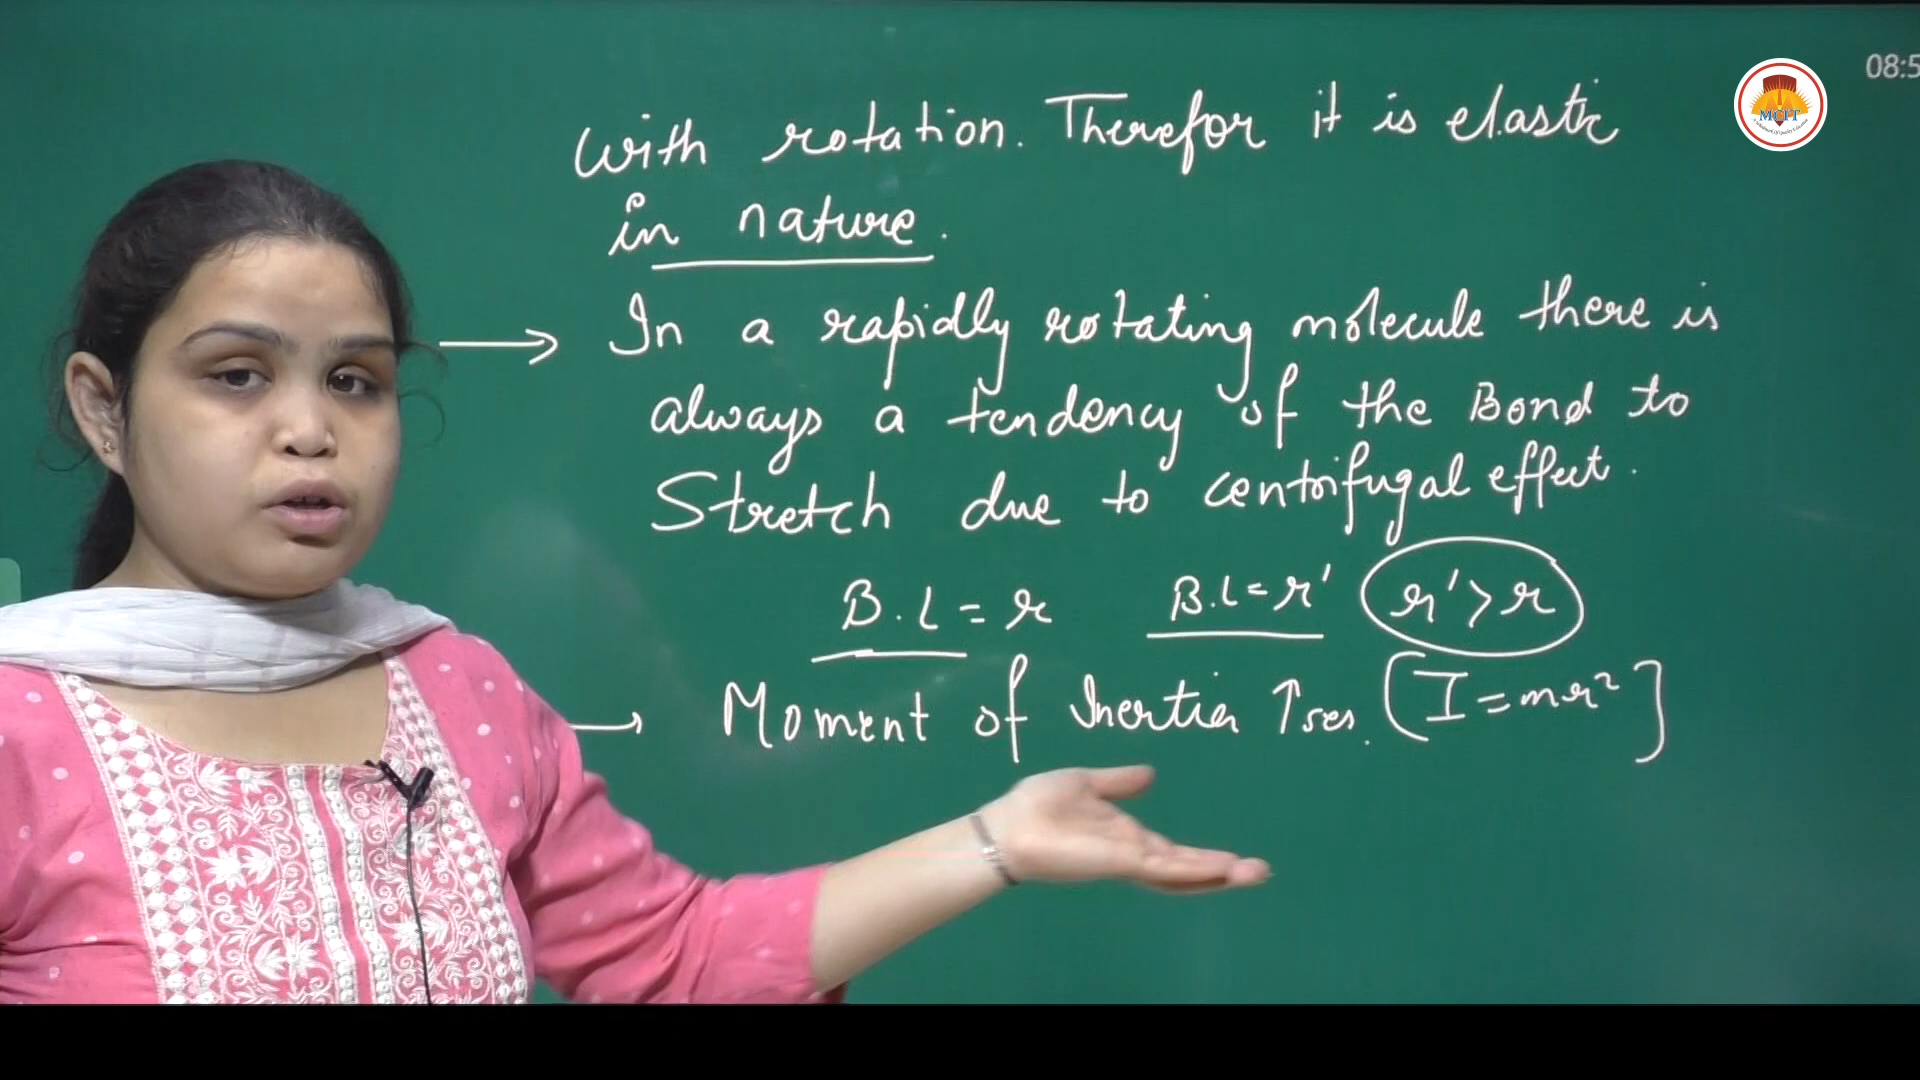 08:5
MCIT
with rotation. Therefor it is elastic
in nature.
→ In a rapidly rotating molecule there is
always a tendency of the Bond to
Stretch due to centrifugal effect.
B.L = r B.L = r' r' > r
→ Moment of Inertia ↑ses. [I = mr²]